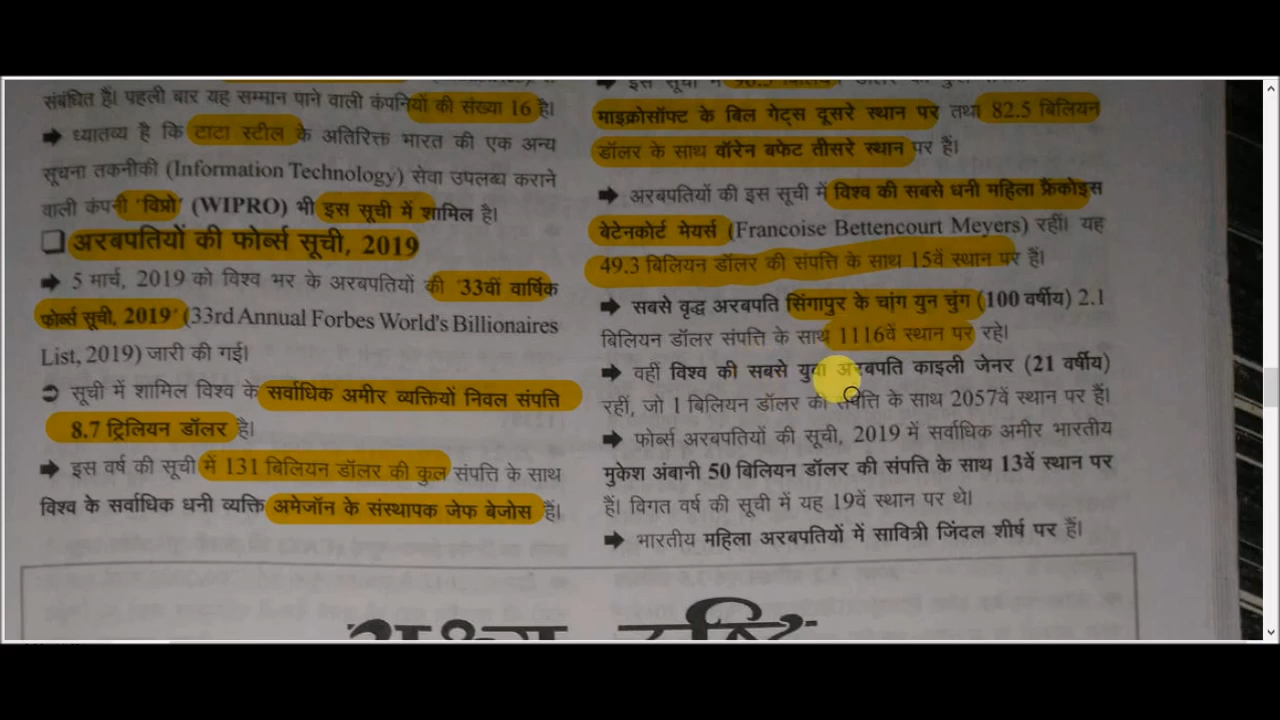 संबंधित है। पहली बार यह सम्मान पाने वाली कंपनियों की संख्या 16 है।
➡ ध्यातव्य है कि टाटा स्टील के अतिरिक्त भारत की एक अन्य
सूचना तकनीकी (Information Technology) सेवा उपलब्ध कराने
वाली कंपनी 'विप्रो' (WIPRO) भी इस सूची में शामिल है।
❑ अरबपतियों की फोर्ब्स सूची, 2019
➡ 5 मार्च, 2019 को विश्व भर के अरबपतियों की '33वीं वार्षिक
फोर्ब्स सूची, 2019' (33rd Annual Forbes World's Billionaires
List, 2019) जारी की गई।
➲ सूची में शामिल विश्व के सर्वाधिक अमीर व्यक्तियों निवल संपति
8.7 ट्रिलियन डॉलर है।
➡ इस वर्ष की सूची में 131 बिलियन डॉलर की कुल संपत्ति के साथ
विश्व के सर्वाधिक धनी व्यक्ति अमेजॉन के संस्थापक जेफ बेजोस हैं।
➡ इस सूची में 96.5 बिलियन
माइक्रोसॉफ्ट के बिल गेट्स दूसरे स्थान पर तथा 82.5 बिलियन
डॉलर के साथ वॉरेन बफेट तीसरे स्थान पर हैं।
➡ अरबपतियों की इस सूची में विश्व की सबसे धनी महिला फ्रैंकोइस
बेटेनकोर्ट मेयर्स (Francoise Bettencourt Meyers) रहीं। यह
49.3 बिलियन डॉलर की संपत्ति के साथ 15वें स्थान पर हैं।
➡ सबसे वृद्ध अरबपति सिंगापुर के चांग युन चुंग (100 वर्षीय) 2.1
बिलियन डॉलर संपत्ति के साथ 1116वें स्थान पर रहे।
➡ वहीं विश्व की सबसे युवा अरबपति काइली जेनर (21 वर्षीय)
रहीं, जो 1 बिलियन डॉलर की संपत्ति के साथ 2057वें स्थान पर हैं।
➡ फोर्ब्स अरबपतियों की सूची, 2019 में सर्वाधिक अमीर भारतीय
मुकेश अंबानी 50 बिलियन डॉलर की संपत्ति के साथ 13वें स्थान पर
हैं। विगत वर्ष की सूची में यह 19वें स्थान पर थे।
➡ भारतीय महिला अरबपतियों में सावित्री जिंदल शीर्ष पर हैं।